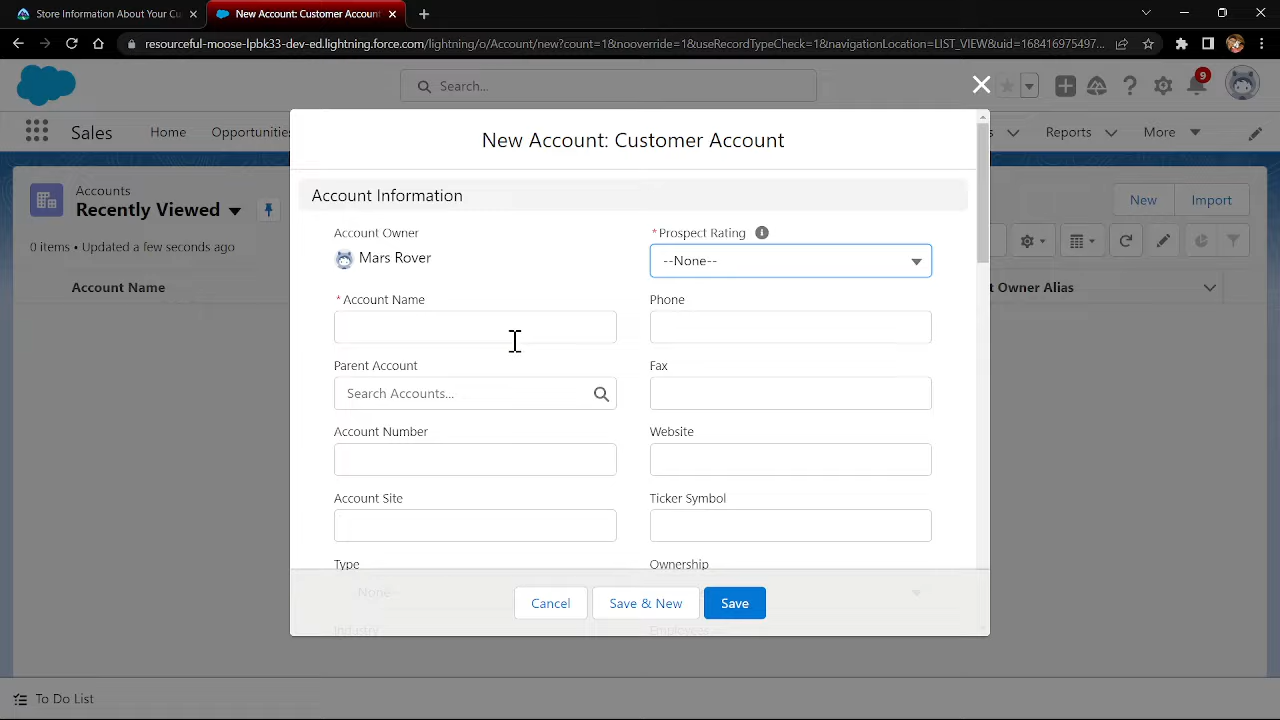 Store Information About Your Cu
New Account: Customer Account
resourceful-moose-lpbk33-dev-ed.lightning.force.com/lightning/o/Account/new?count=1&nooverride=1&useRecordTypeCheck=1&navigationLocation=LIST_VIEW&uid=168416975497...
Search...
9
Sales
Home
Opportunities
Reports
More
New Account: Customer Account
Accounts
Recently Viewed
New
Import
0 items • Updated a few seconds ago
Account Name
Owner Alias
Account Information
Account Owner
Mars Rover
*Prospect Rating
--None--
*Account Name
Phone
Parent Account
Search Accounts...
Fax
Account Number
Website
Account Site
Ticker Symbol
Type
Ownership
None
Industry
Employees
Cancel
Save & New
Save
To Do List